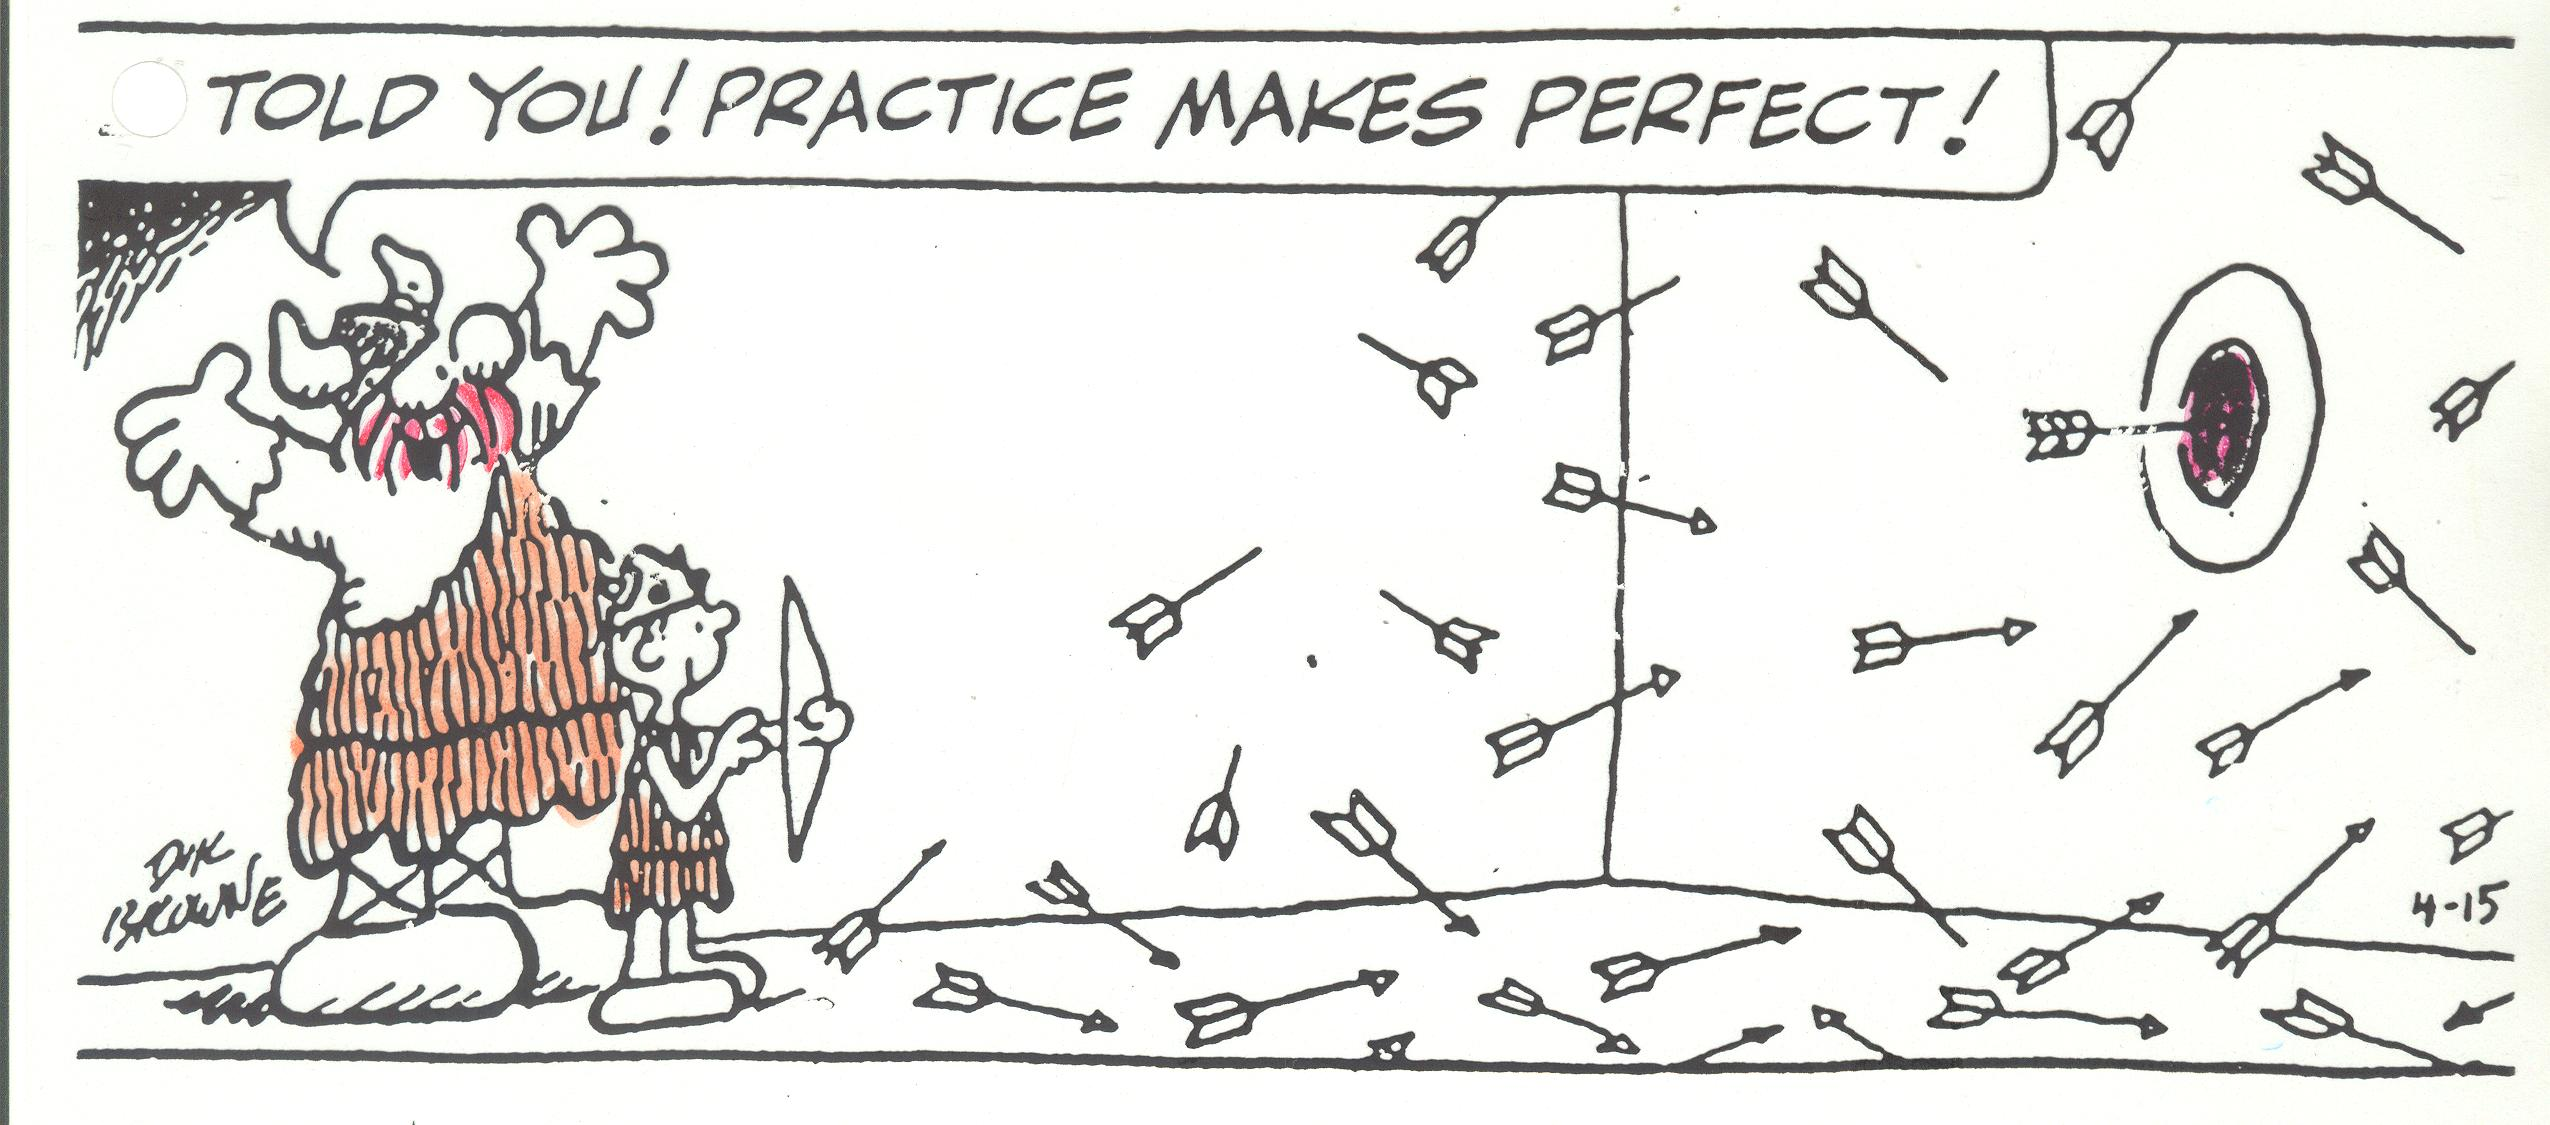 TOLD YOU! PRACTICE MAKES PERFECT!
DIK
BROWNE
4-15